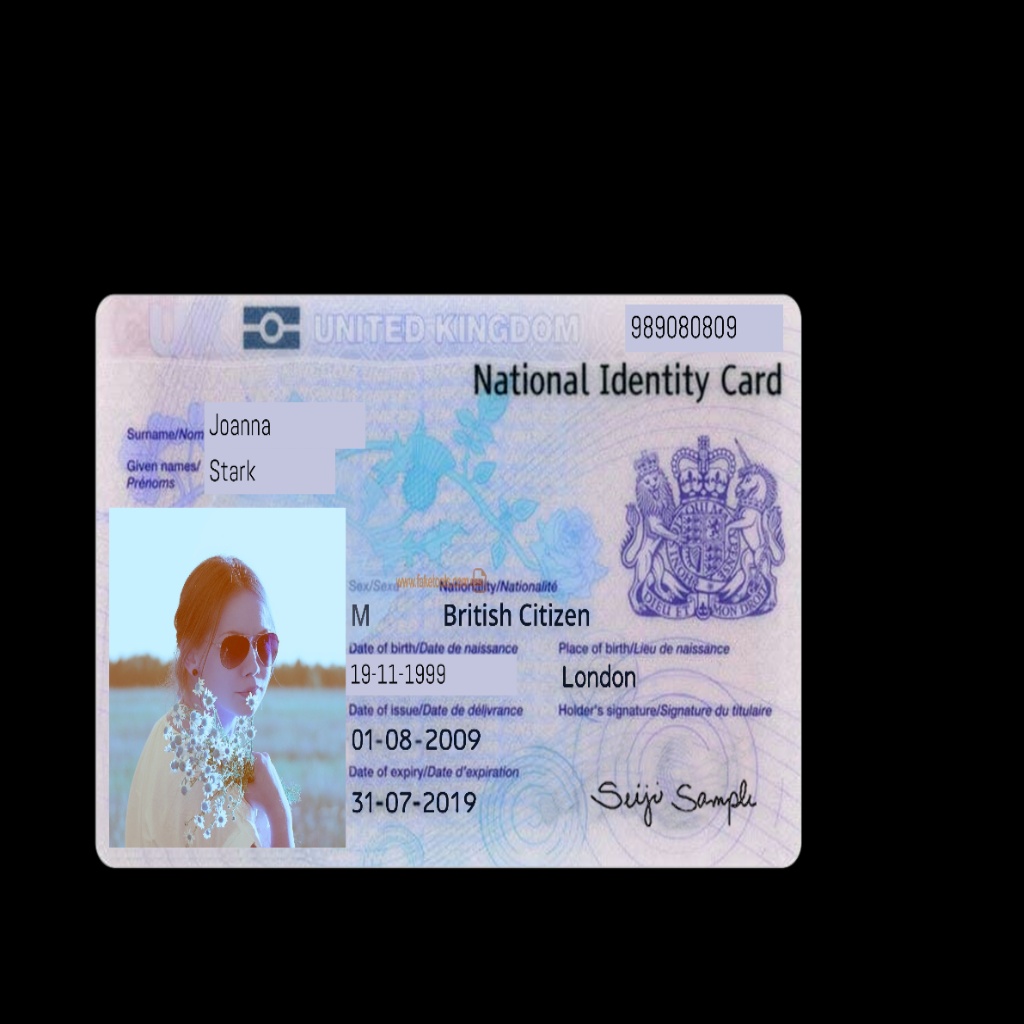 UNITED KINGDOM
989080809
National Identity Card
Surname/Nom
Joanna
Given names/
Prénoms
Stark
Sex/Sexe
Nationality/Nationalité
M
British Citizen
Date of birth/Date de naissance
Place of birth/Lieu de naissance
19-11-1999
London
Date of issue/Date de délivrance
Holder's signature/Signature du titulaire
01-08-2009
Date of expiry/Date d'expiration
31-07-2019
Seiji Sample
DIEU ET MON DROIT